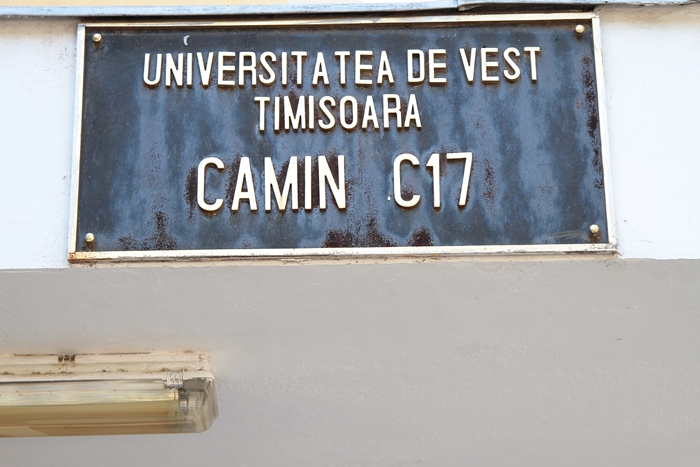 UNIVERSITATEA DE VEST
TIMISOARA
CAMIN C17